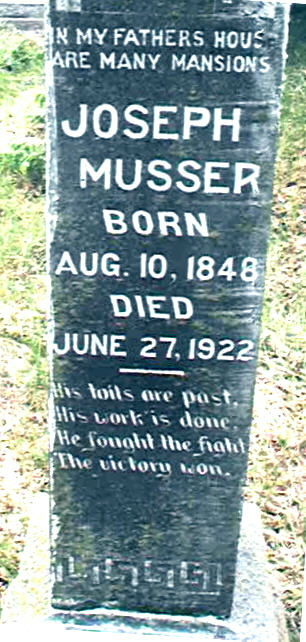 IN MY FATHERS HOUS
ARE MANY MANSIONS
JOSEPH
MUSSER
BORN
AUG. 10, 1848
DIED
JUNE 27, 1922
His toils are past,
His work is done
He fought the fight
The victory won.